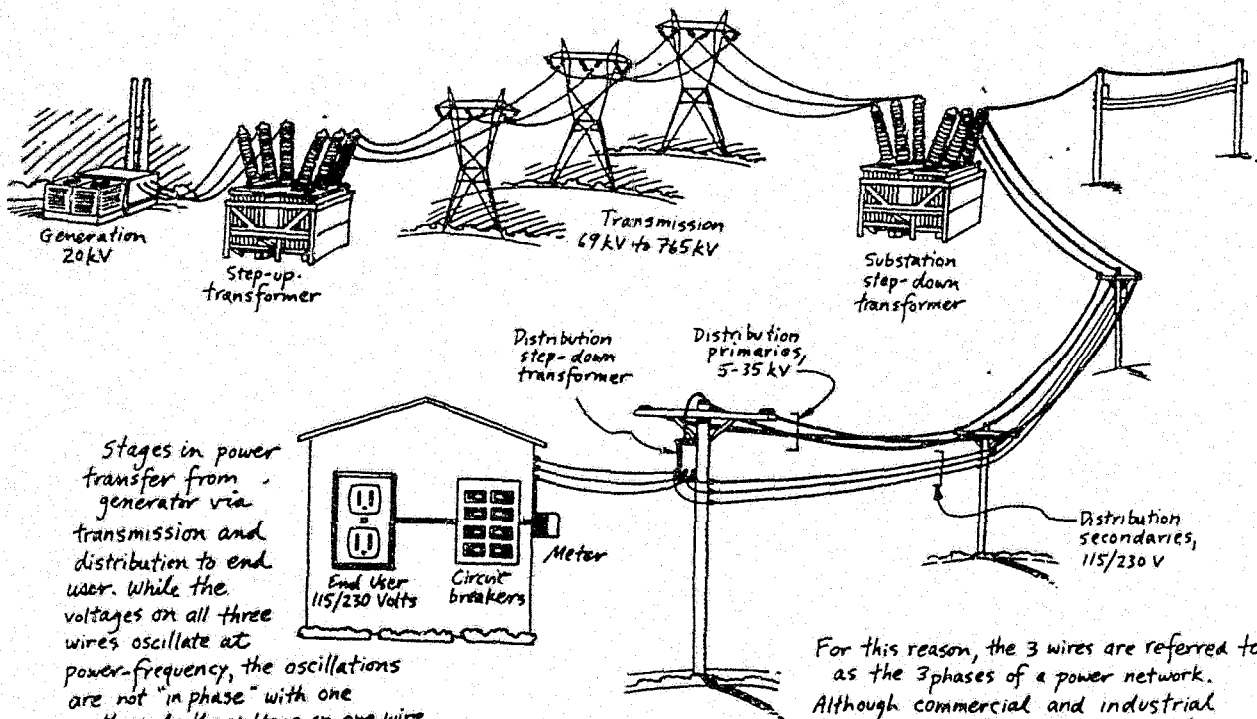 Generation
20kV
Step-up
transformer
Transmission
69 kV to 765 kV
Substation
step-down
transformer
Distribution
step-down
transformer
Distribution
primaries,
5-35 kV
Distribution
secondaries,
115/230 V
End User
115/230 Volts
Circuit
breakers
Meter
Stages in power
transfer from
generator via
transmission and
distribution to end
user. While the
voltages on all three
wires oscillate at
power-frequency, the oscillations
are not "in phase" with one
For this reason, the 3 wires are referred to
as the 3 phases of a power network.
Although commercial and industrial